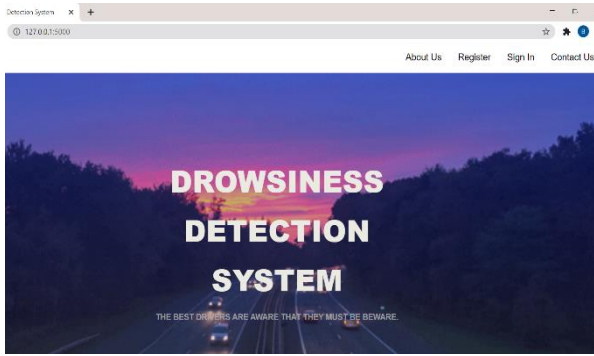 Detection System
127.0.0.1:5000
About Us Register Sign In Contact Us
DROWSINESS
DETECTION
SYSTEM
THE BEST DRIVERS ARE AWARE THAT THEY MUST BE BEWARE.